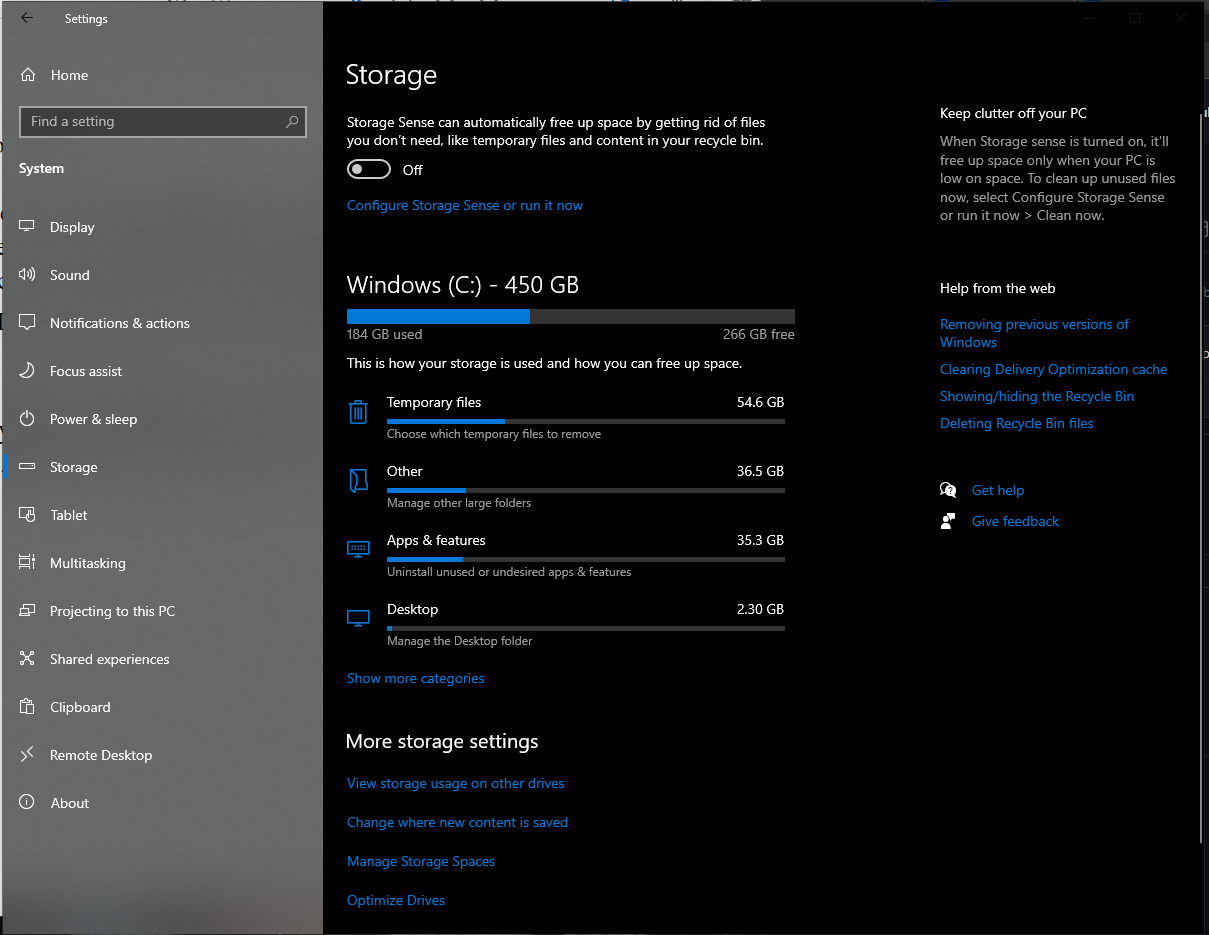 Settings
Home
Find a setting
System
Display
Sound
Notifications & actions
Focus assist
Power & sleep
Storage
Tablet
Multitasking
Projecting to this PC
Shared experiences
Clipboard
Remote Desktop
About
Storage
Storage Sense can automatically free up space by getting rid of files
you don’t need, like temporary files and content in your recycle bin.
Off
Configure Storage Sense or run it now
Windows (C:) - 450 GB
184 GB used
266 GB free
This is how your storage is used and how you can free up space.
Temporary files
54.6 GB
Choose which temporary files to remove
Other
36.5 GB
Manage other large folders
Apps & features
35.3 GB
Uninstall unused or undesired apps & features
Desktop
2.30 GB
Manage the Desktop folder
Show more categories
More storage settings
View storage usage on other drives
Change where new content is saved
Manage Storage Spaces
Optimize Drives
Keep clutter off your PC
When Storage sense is turned on, it'll
free up space only when your PC is
low on space. To clean up unused files
now, select Configure Storage Sense
or run it now > Clean now.
Help from the web
Removing previous versions of
Windows
Clearing Delivery Optimization cache
Showing/hiding the Recycle Bin
Deleting Recycle Bin files
Get help
Give feedback